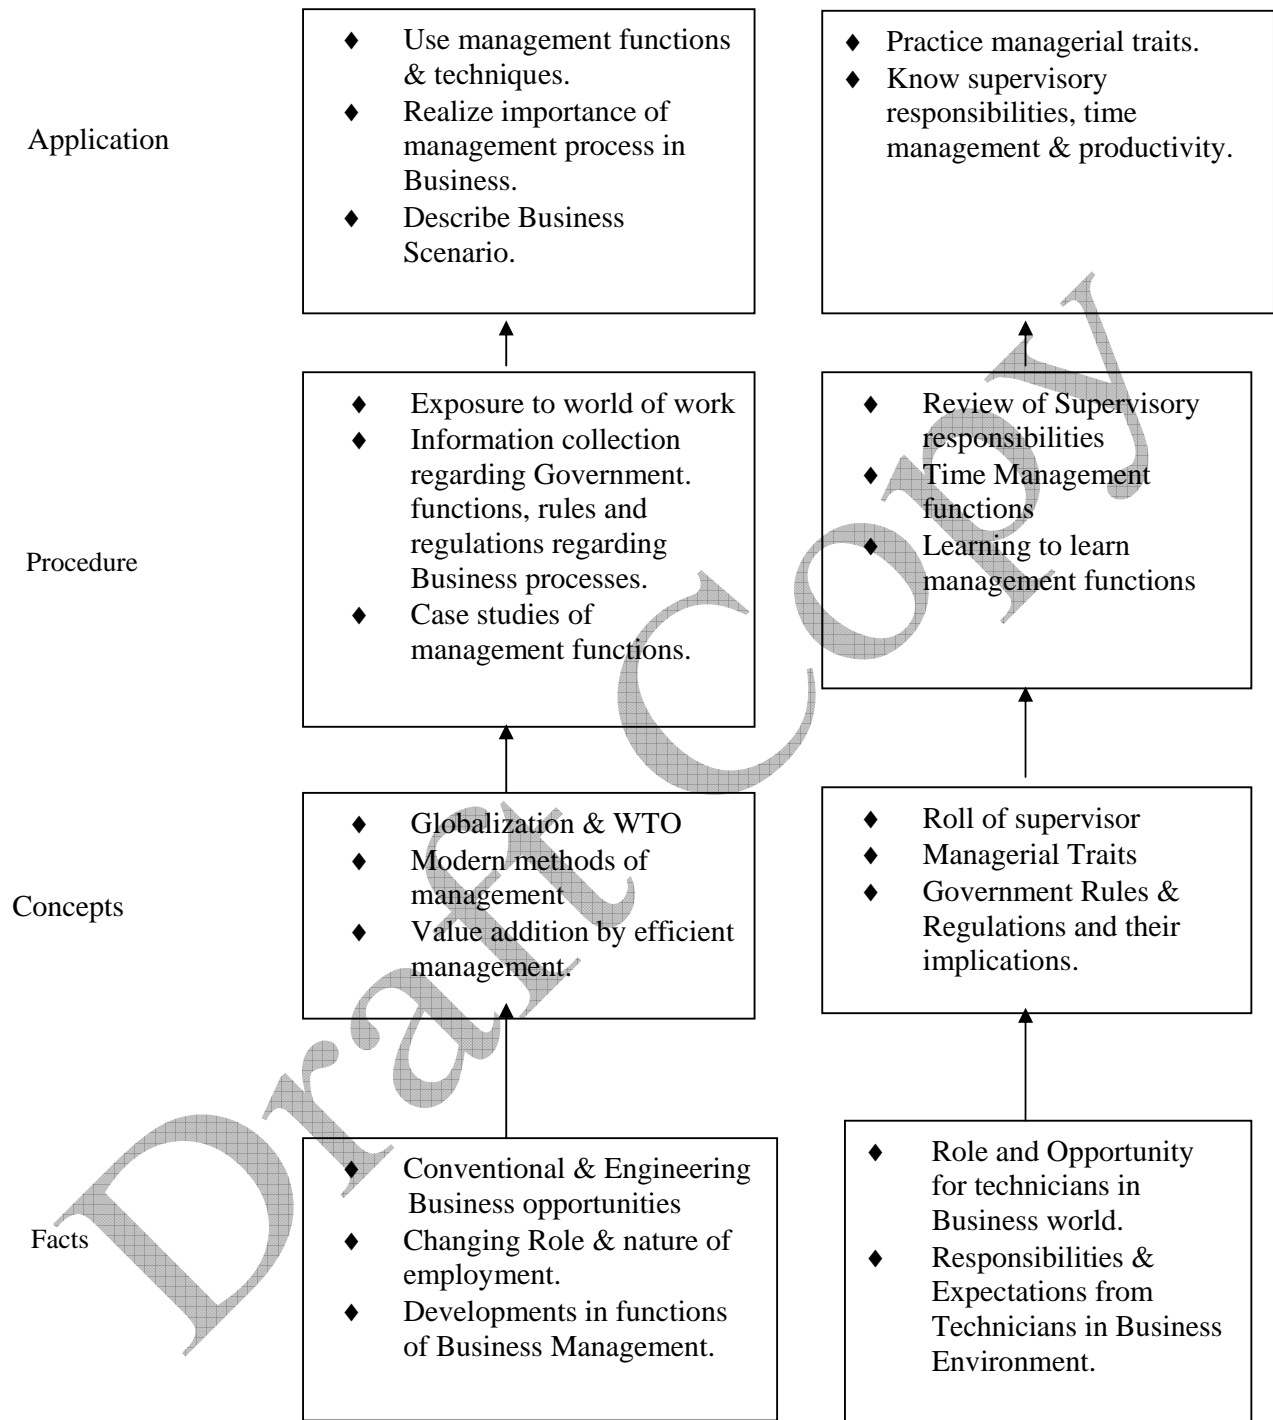 ♦ Use management functions
& techniques.
♦ Realize importance of
management process in
Business.
♦ Describe Business
Scenario.
♦ Practice managerial traits.
♦ Know supervisory
responsibilities, time
management & productivity.
Application
♦ Exposure to world of work
♦ Information collection
regarding Government.
functions, rules and
regulations regarding
Business processes.
♦ Case studies of
management functions.
♦ Review of Supervisory
responsibilities
♦ Time Management
functions
♦ Learning to learn
management functions
Procedure
♦ Globalization & WTO
♦ Modern methods of
management
♦ Value addition by efficient
management.
♦ Roll of supervisor
♦ Managerial Traits
♦ Government Rules &
Regulations and their
implications.
Concepts
♦ Conventional & Engineering
Business opportunities
♦ Changing Role & nature of
employment.
♦ Developments in functions
of Business Management.
♦ Role and Opportunity
for technicians in
Business world.
♦ Responsibilities &
Expectations from
Technicians in Business
Environment.
Facts
Draft Copy